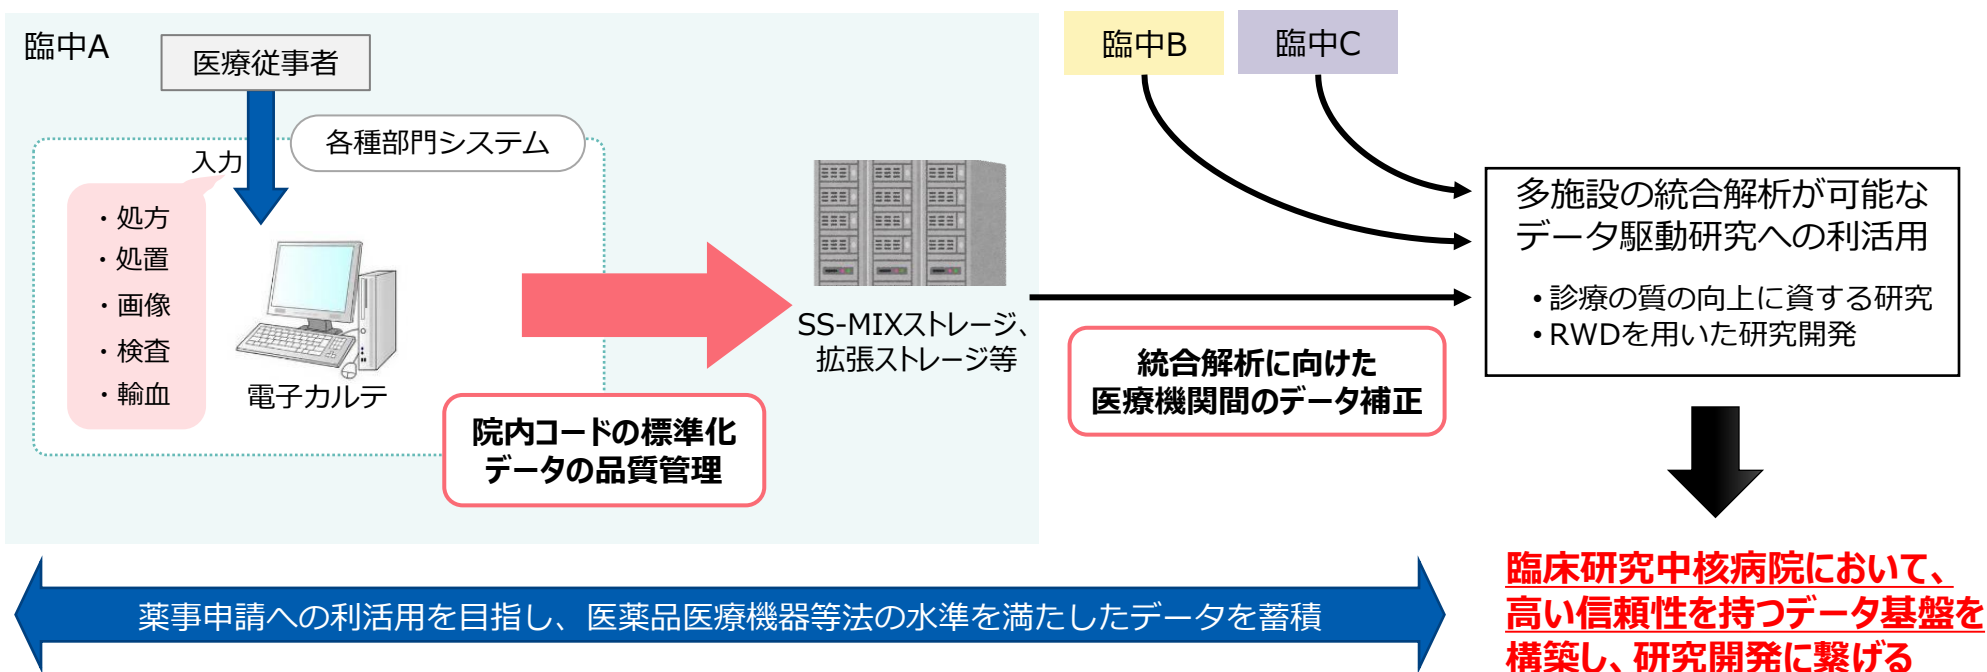 臨中A
医療従事者
各種部門システム
入力
・処方
・処置
・画像
・検査
・輸血
電子カルテ
院内コードの標準化
データの品質管理
SS-MIXストレージ、
拡張ストレージ等
臨中B
臨中C
統合解析に向けた
医療機関間のデータ補正
多施設の統合解析が可能な
データ駆動研究への利活用
•診療の質の向上に資する研究
•RWDを用いた研究開発
薬事申請への利活用を目指し、医薬品医療機器等法の水準を満たしたデータを蓄積
臨床研究中核病院において、
高い信頼性を持つデータ基盤を
構築し、研究開発に繋げる